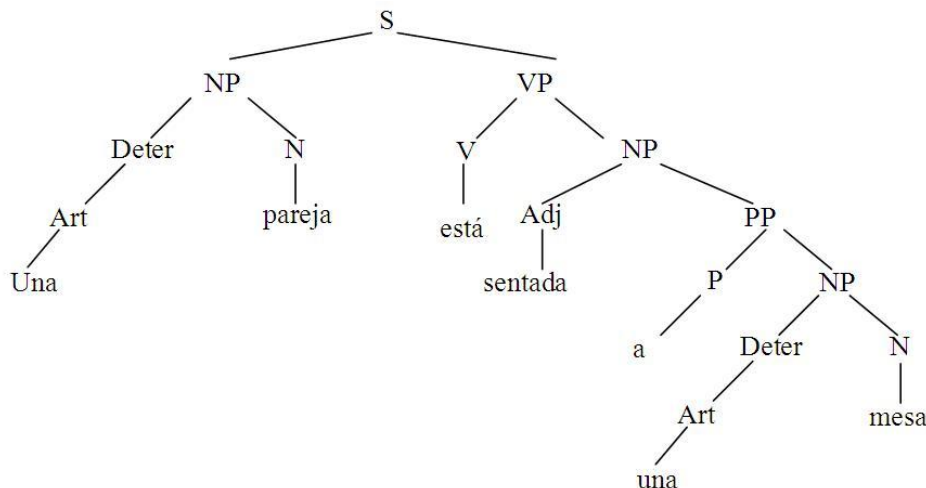 S
NP VP
Deter N V NP
Art pareja está Adj PP
Una sentada P NP
a Deter N
Art mesa
una